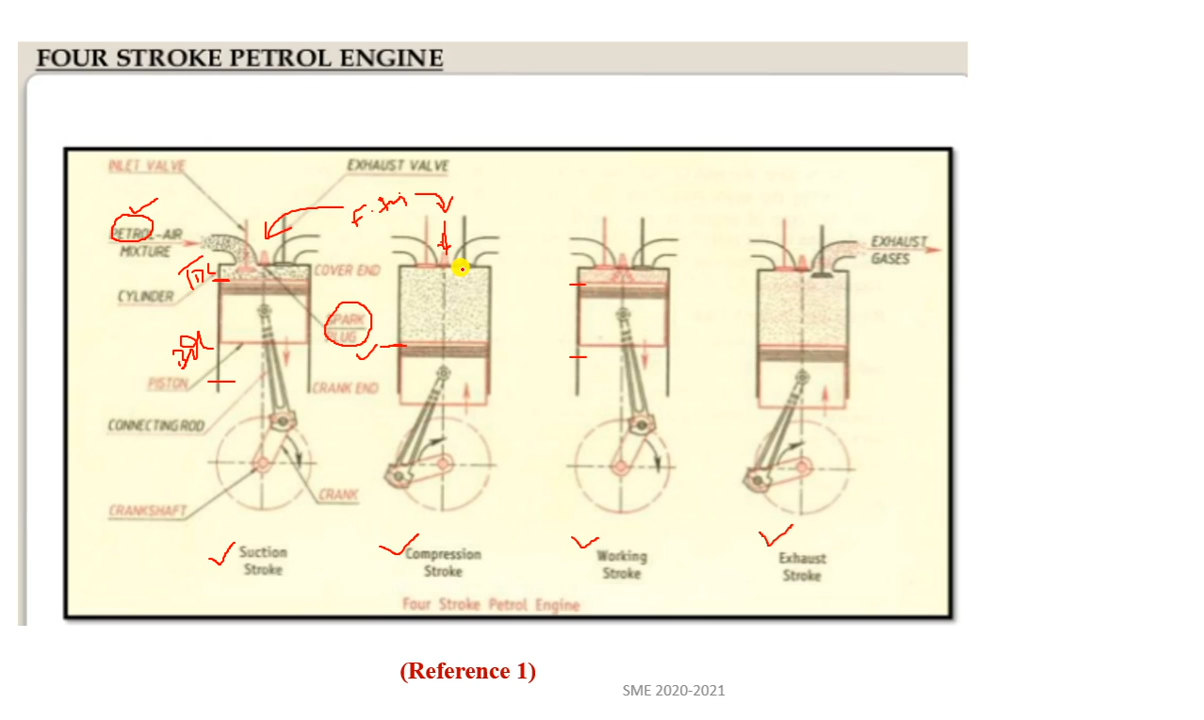 FOUR STROKE PETROL ENGINE
INLET VALVE
EXHAUST VALVE
PETROL-AIR
MIXTURE
EXHAUST
GASES
COVER END
CYLINDER
SPARK
PLUG
PISTON
CRANK END
CONNECTING ROD
CRANK
CRANKSHAFT
Suction
Stroke
Compression
Stroke
Working
Stroke
Exhaust
Stroke
Four Stroke Petrol Engine
(Reference 1)
SME 2020-2021